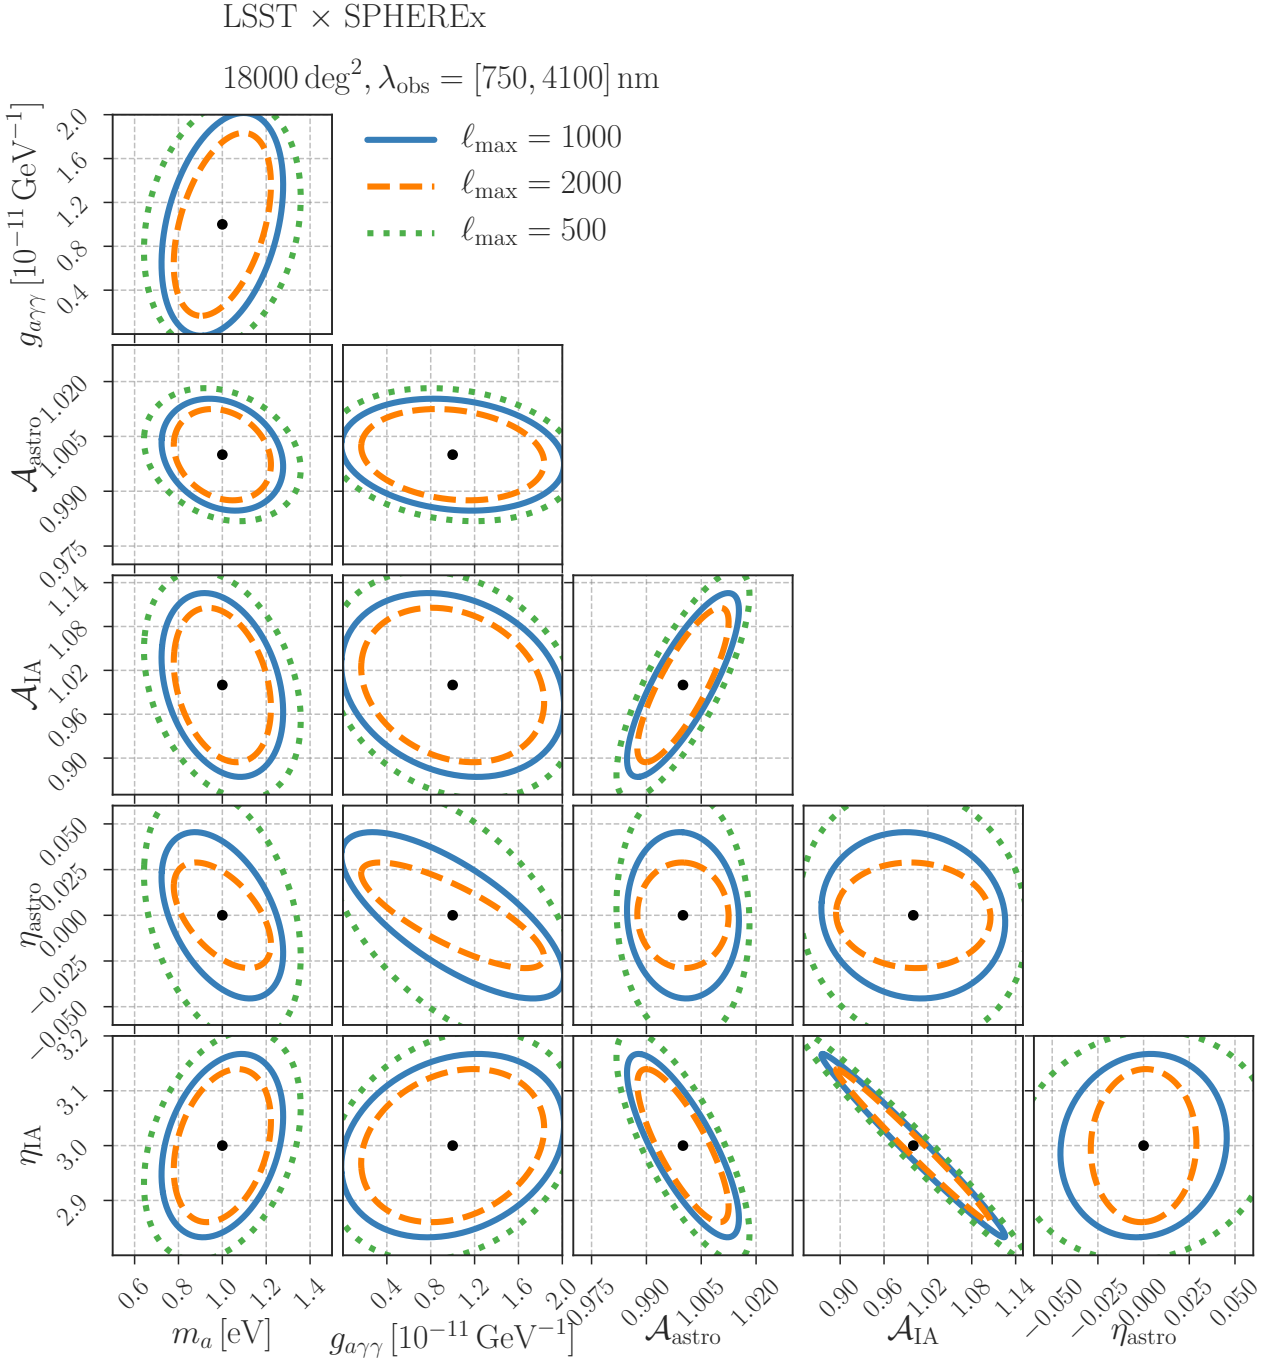 LSST × SPHEREx
18000 deg², λ_obs = [750, 4100] nm
ℓ_max = 1000
ℓ_max = 2000
ℓ_max = 500
g_aγγ [10⁻¹¹ GeV⁻¹]
2.0
1.6
1.2
0.8
0.4
𝒜_astro
1.020
1.005
0.990
0.975
𝒜_IA
1.14
1.08
1.02
0.96
0.90
η_astro
0.050
0.025
0.000
−0.025
−0.050
η_IA
3.2
3.1
3.0
2.9
0.6 0.8 1.0 1.2 1.4
0.4 0.8 1.2 1.6 2.0
0.975 0.990 1.005 1.020
0.90 0.96 1.02 1.08 1.14
−0.050 −0.025 0.000 0.025 0.050
m_a [eV]
g_aγγ [10⁻¹¹ GeV⁻¹]
𝒜_astro
𝒜_IA
η_astro